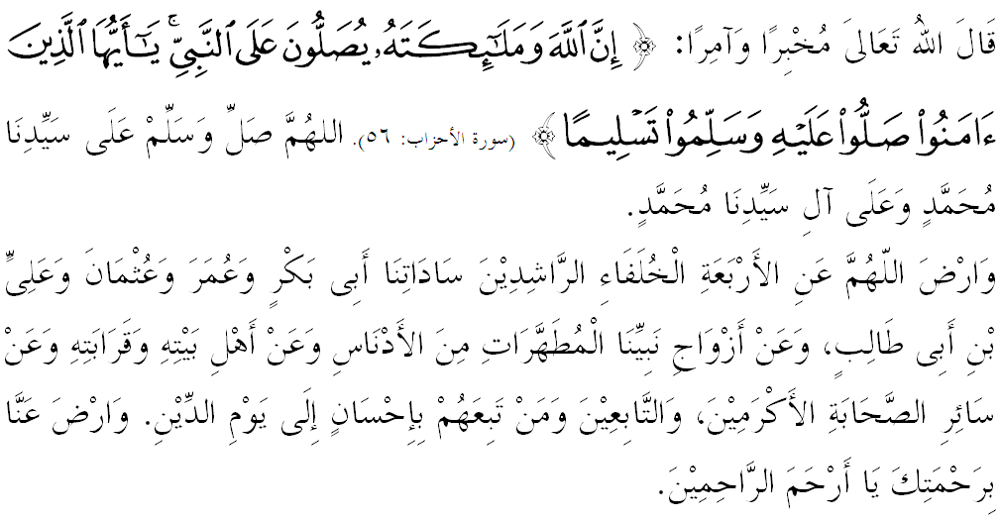 قَالَ اللهُ تَعَالَى مُخْبِرًا وَآمِرًا: ﴿ إِنَّ ٱللَّهَ وَمَلَٰٓئِكَتَهُۥ يُصَلُّونَ عَلَى ٱلنَّبِيِّۚ يَٰٓأَيُّهَا ٱلَّذِينَ
ءَامَنُواْ صَلُّواْ عَلَيْهِ وَسَلِّمُواْ تَسْلِيمًا ﴾ (سورة الأحزاب: ٥٦). اللهُمَّ صَلِّ وَسَلِّمْ عَلَى سَيِّدِنَا
مُحَمَّدٍ وَعَلَى آلِ سَيِّدِنَا مُحَمَّدٍ.
وَارْضَ اللّهُمَّ عَنِ الأَرْبَعَةِ الْخُلَفَاءِ الرَّاشِدِيْنَ سَادَاتِنَا أَبِى بَكْرٍ وَعُمَرَ وَعُثْمَانَ وَعَلِىِّ
بْنِ أَبِى طَالِبٍ، وَعَنْ أَزْوَاجِ نَبِيِّنَا الْمُطَهَّرَاتِ مِنَ الأَدْنَاسِ وَعَنْ أَهْلِ بَيْتِهِ وَقَرَابَتِهِ وَعَنْ
سَائِرِ الصَّحَابَةِ الأَكْرَمِيْنَ، وَالتَّابِعِيْنَ وَمَنْ تَبِعَهُمْ بِإِحْسَانٍ إِلَى يَوْمِ الدِّيْنِ. وَارْضَ عَنَّا
بِرَحْمَتِكَ يَا أَرْحَمَ الرَّاحِمِيْنَ.